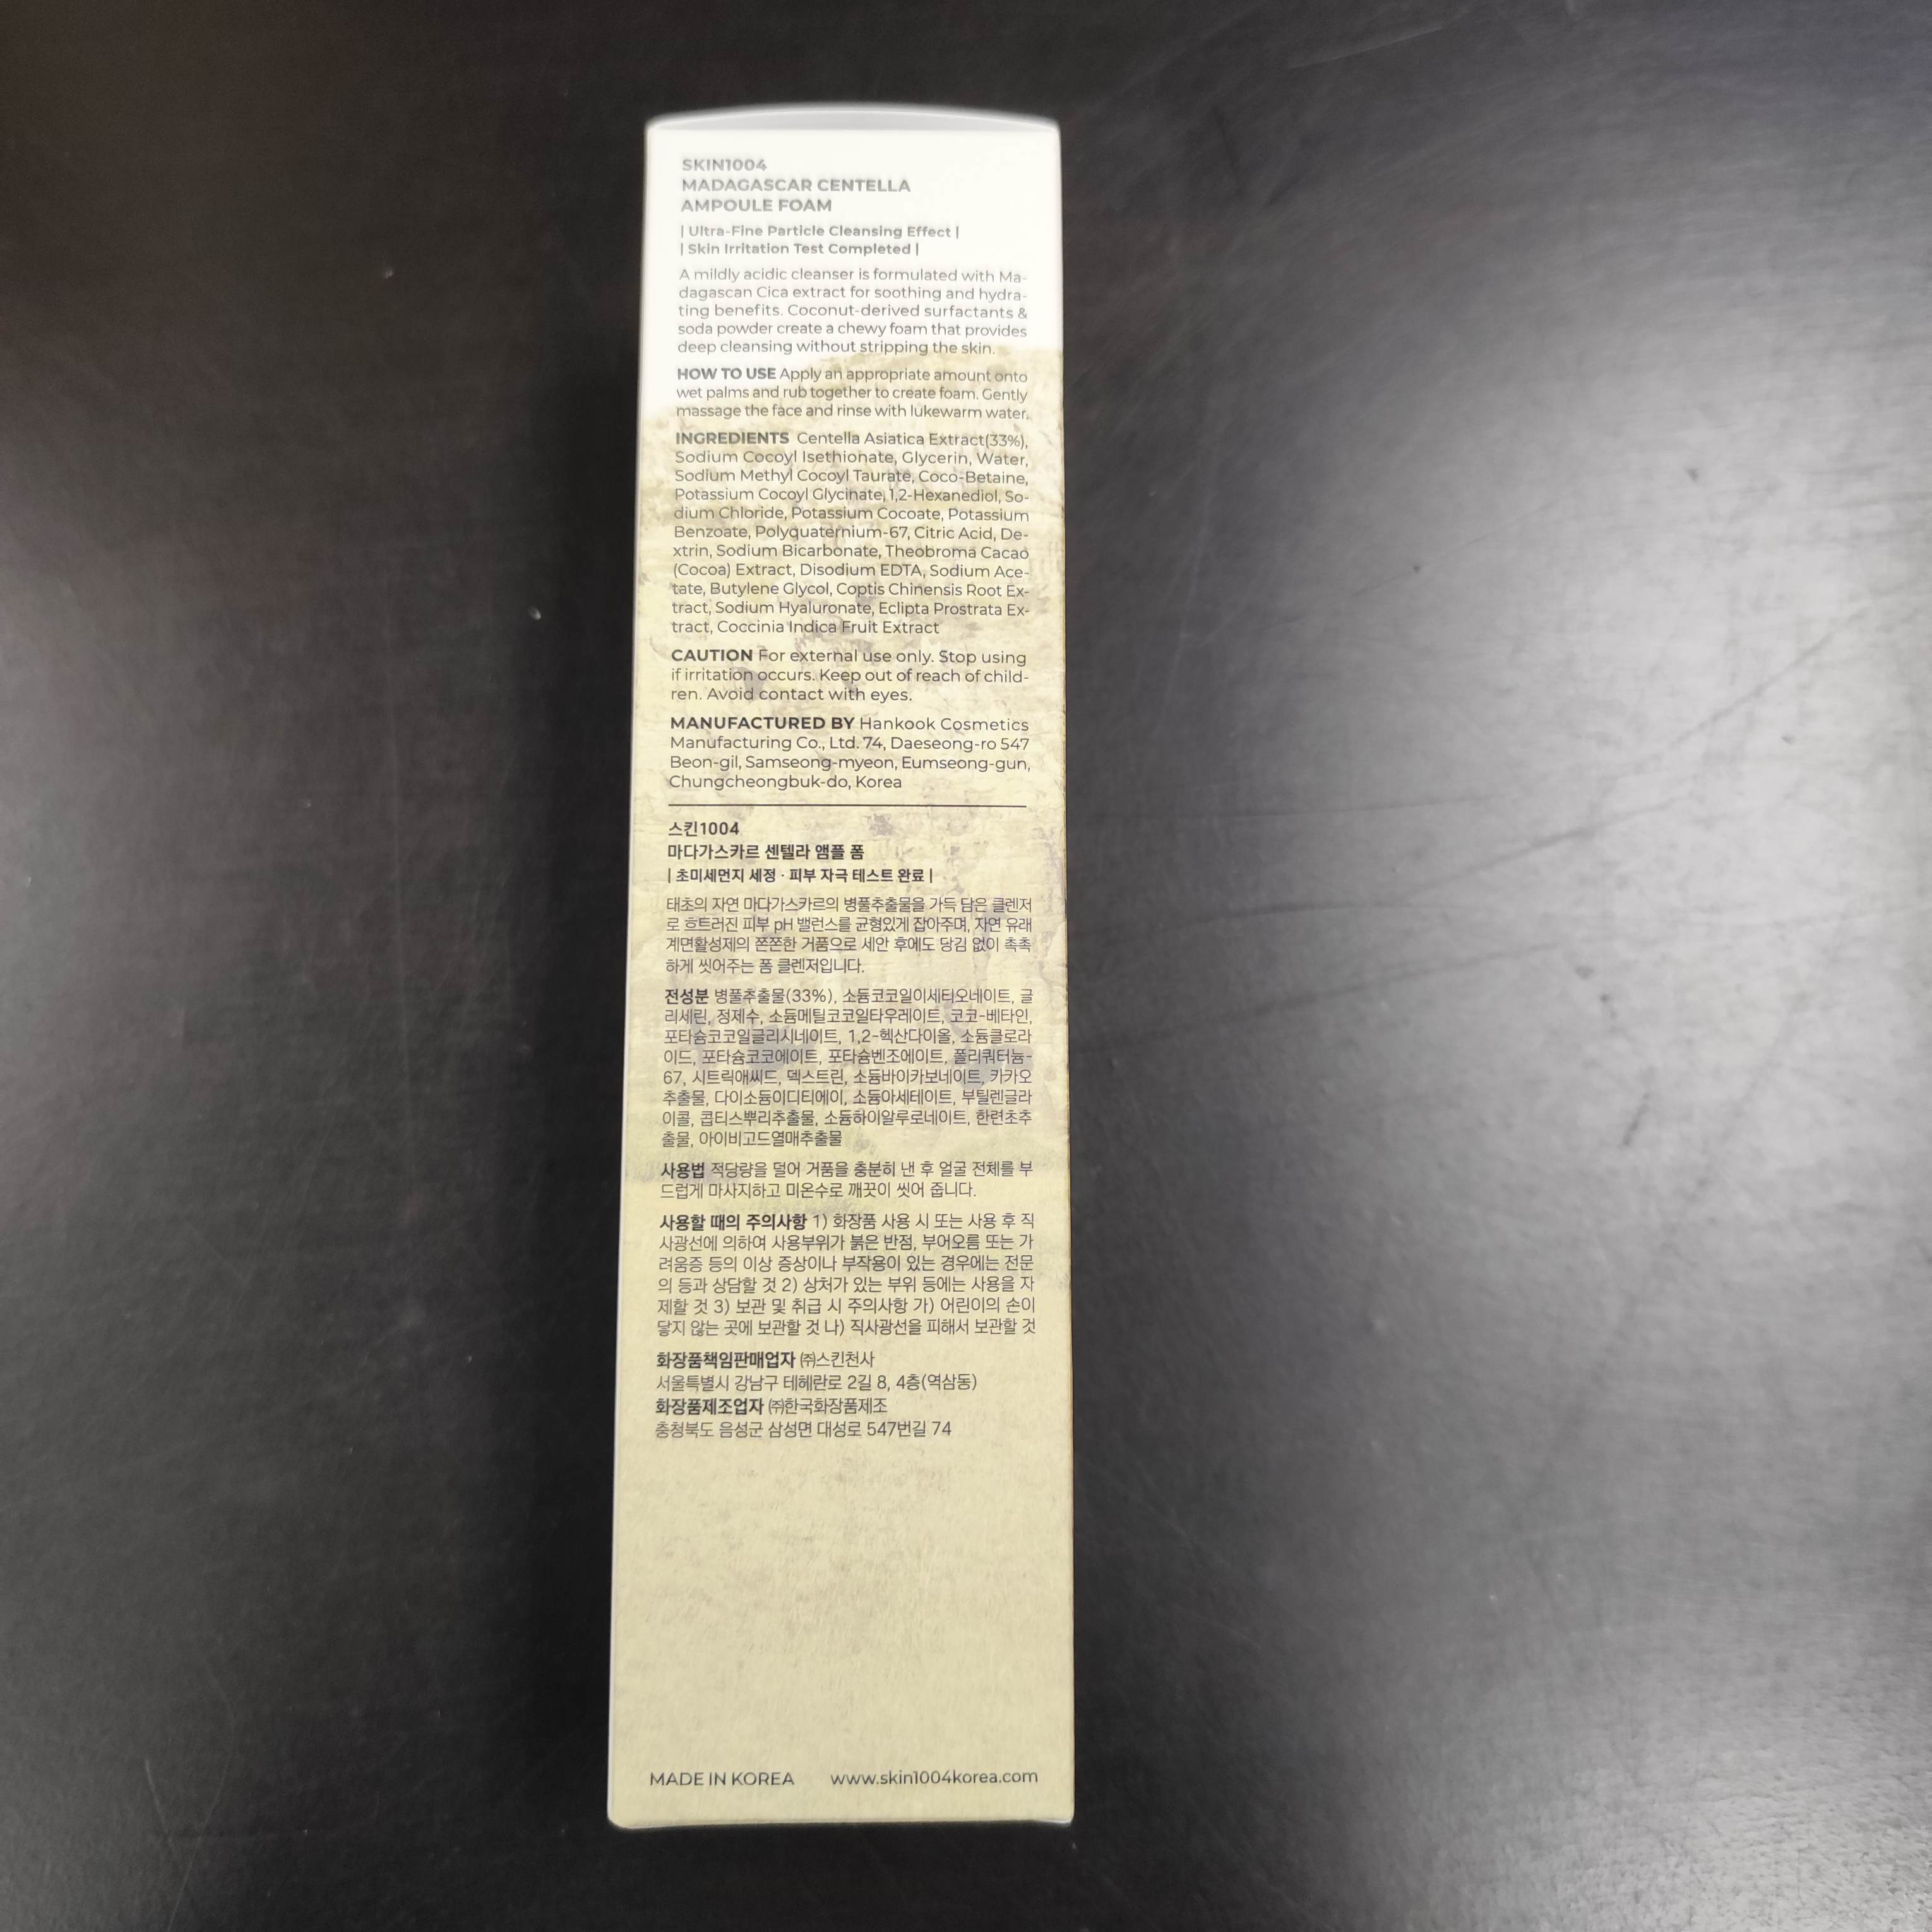 SKIN1004
MADAGASCAR CENTELLA
AMPOULE FOAM
| Ultra-Fine Particle Cleansing Effect |
| Skin Irritation Test Completed |
A mildly acidic cleanser is formulated with Ma-
dagascan Cica extract for soothing and hydra-
ting benefits. Coconut-derived surfactants &
soda powder create a chewy foam that provides
deep cleansing without stripping the skin.
HOW TO USE Apply an appropriate amount onto
wet palms and rub together to create foam. Gently
massage the face and rinse with lukewarm water.
INGREDIENTS Centella Asiatica Extract(33%),
Sodium Cocoyl Isethionate, Glycerin, Water,
Sodium Methyl Cocoyl Taurate, Coco-Betaine,
Potassium Cocoyl Glycinate, 1,2-Hexanediol, So-
dium Chloride, Potassium Cocoate, Potassium
Benzoate, Polyquaternium-67, Citric Acid, De-
xtrin, Sodium Bicarbonate, Theobroma Cacao
(Cocoa) Extract, Disodium EDTA, Sodium Ace-
tate, Butylene Glycol, Coptis Chinensis Root Ex-
tract, Sodium Hyaluronate, Eclipta Prostrata Ex-
tract, Coccinia Indica Fruit Extract
CAUTION For external use only. Stop using
if irritation occurs. Keep out of reach of child-
ren. Avoid contact with eyes.
MANUFACTURED BY Hankook Cosmetics
Manufacturing Co., Ltd. 74, Daeseong-ro 547
Beon-gil, Samseong-myeon, Eumseong-gun,
Chungcheongbuk-do, Korea
스킨1004
마다가스카르 센텔라 앰플 폼
| 초미세먼지 세정 · 피부 자극 테스트 완료 |
태초의 자연 마다가스카르의 병풀추출물을 가득 담은 클렌저
로 흐트러진 피부 pH 밸런스를 균형있게 잡아주며, 자연 유래
계면활성제의 쫀쫀한 거품으로 세안 후에도 당김 없이 촉촉
하게 씻어주는 폼 클렌저입니다.
전성분 병풀추출물(33%), 소듐코코일이세티오네이트, 글
리세린, 정제수, 소듐메틸코코일타우레이트, 코코-베타인,
포타슘코코일글리시네이트, 1,2-헥산다이올, 소듐클로라
이드, 포타슘코코에이트, 포타슘벤조에이트, 폴리쿼터늄-
67, 시트릭애씨드, 덱스트린, 소듐바이카보네이트, 카카오
추출물, 다이소듐이디티에이, 소듐아세테이트, 부틸렌글라
이콜, 콥티스뿌리추출물, 소듐하이알루로네이트, 한련초추
출물, 아이비고드열매추출물
사용법 적당량을 덜어 거품을 충분히 낸 후 얼굴 전체를 부
드럽게 마사지하고 미온수로 깨끗이 씻어 줍니다.
사용할 때의 주의사항 1) 화장품 사용 시 또는 사용 후 직
사광선에 의하여 사용부위가 붉은 반점, 부어오름 또는 가
려움증 등의 이상 증상이나 부작용이 있는 경우에는 전문
의 등과 상담할 것 2) 상처가 있는 부위 등에는 사용을 자
제할 것 3) 보관 및 취급 시 주의사항 가) 어린이의 손이
닿지 않는 곳에 보관할 것 나) 직사광선을 피해서 보관할 것
화장품책임판매업자 ㈜스킨천사
서울특별시 강남구 테헤란로 2길 8, 4층(역삼동)
화장품제조업자 ㈜한국화장품제조
충청북도 음성군 삼성면 대성로 547번길 74
MADE IN KOREA www.skin1004korea.com